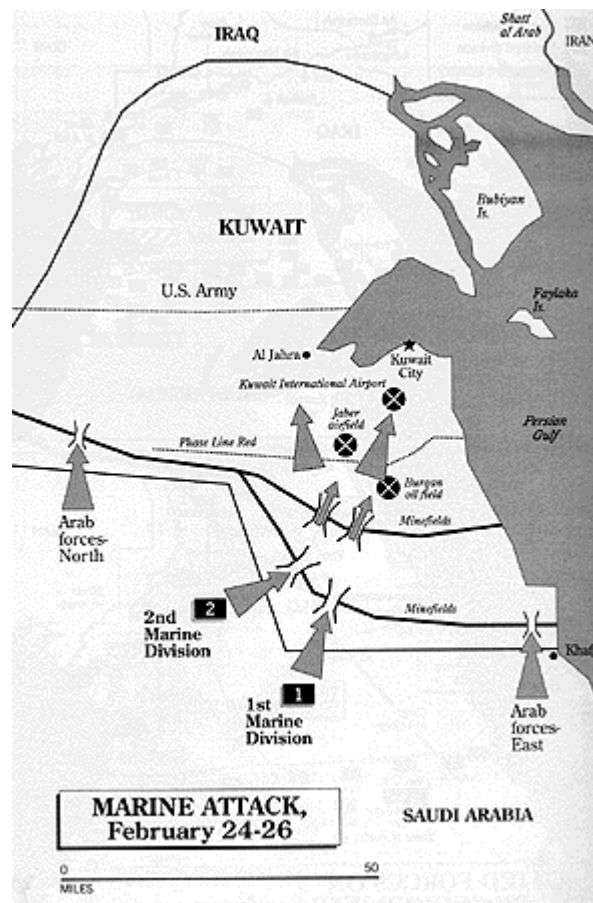 IRAQ
Shatt
al Arab
IRAN
Bubiyan
Is.
KUWAIT
U.S. Army
Faylaka
Is.
Al Jahra
Kuwait
City
Kuwait International Airport
Jaber
airfield
Persian
Gulf
Phase Line Red
Burqan
oil field
Arab
forces-
North
Minefields
2
2nd
Marine
Division
Minefields
1
1st
Marine
Division
Khafj
Arab
forces-
East
MARINE ATTACK,
February 24-26
SAUDI ARABIA
0
50
MILES